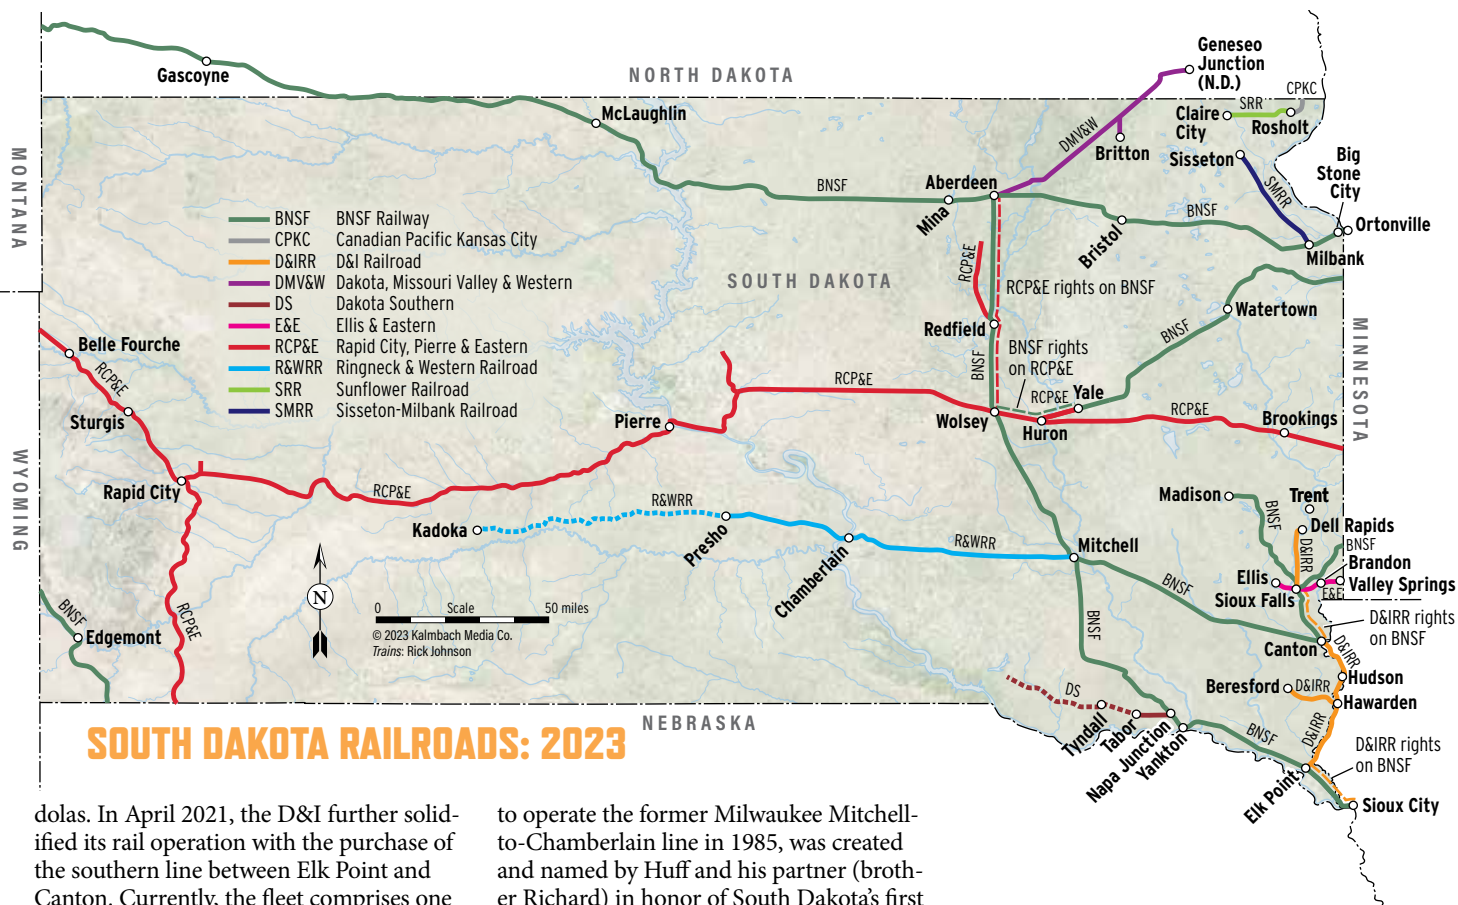 Gascoyne
NORTH DAKOTA
Geneseo
Junction
(N.D.)
CPKC
SRR
McLaughlin
Claire
City
Rosholt
DMV&W
Britton
Sisseton
Big
Stone
City
MONTANA
Aberdeen
BNSF
SMRR
Mina
BNSF
Ortonville
Bristol
Milbank
BNSF BNSF Railway
CPKC Canadian Pacific Kansas City
D&IRR D&I Railroad
DMV&W Dakota, Missouri Valley & Western
DS Dakota Southern
E&E Ellis & Eastern
RCP&E Rapid City, Pierre & Eastern
R&WRR Ringneck & Western Railroad
SRR Sunflower Railroad
SMRR Sisseton-Milbank Railroad
SOUTH DAKOTA
RCP&E
RCP&E rights on BNSF
Watertown
Redfield
BNSF
MINNESOTA
Belle Fourche
BNSF rights
on RCP&E
BNSF
RCP&E
RCP&E
RCP&E
Yale
Sturgis
Pierre
Wolsey
Huron
RCP&E
Brookings
WYOMING
Rapid City
RCP&E
R&WRR
Madison
Trent
Kadoka
Presho
BNSF
Dell Rapids
D&IRR
BNSF
R&WRR
Mitchell
Chamberlain
Brandon
Ellis
Valley Springs
Sioux Falls
E&E
BNSF
N
0 Scale 50 miles
© 2023 Kalmbach Media Co.
Trains: Rick Johnson
BNSF
Edgemont
RCP&E
BNSF
D&IRR rights
on BNSF
Canton
D&IRR
Hudson
Beresford
D&IRR
Hawarden
DS
Tyndall
Tabor
Napa Junction
Yankton
BNSF
D&IRR
NEBRASKA
D&IRR rights
on BNSF
Elk Point
Sioux City
SOUTH DAKOTA RAILROADS: 2023
dolas. In April 2021, the D&I further solid-
ified its rail operation with the purchase of
the southern line between Elk Point and
Canton. Currently, the fleet comprises one
to operate the former Milwaukee Mitchell-
to-Chamberlain line in 1985, was created
and named by Huff and his partner (broth-
er Richard) in honor of South Dakota's first